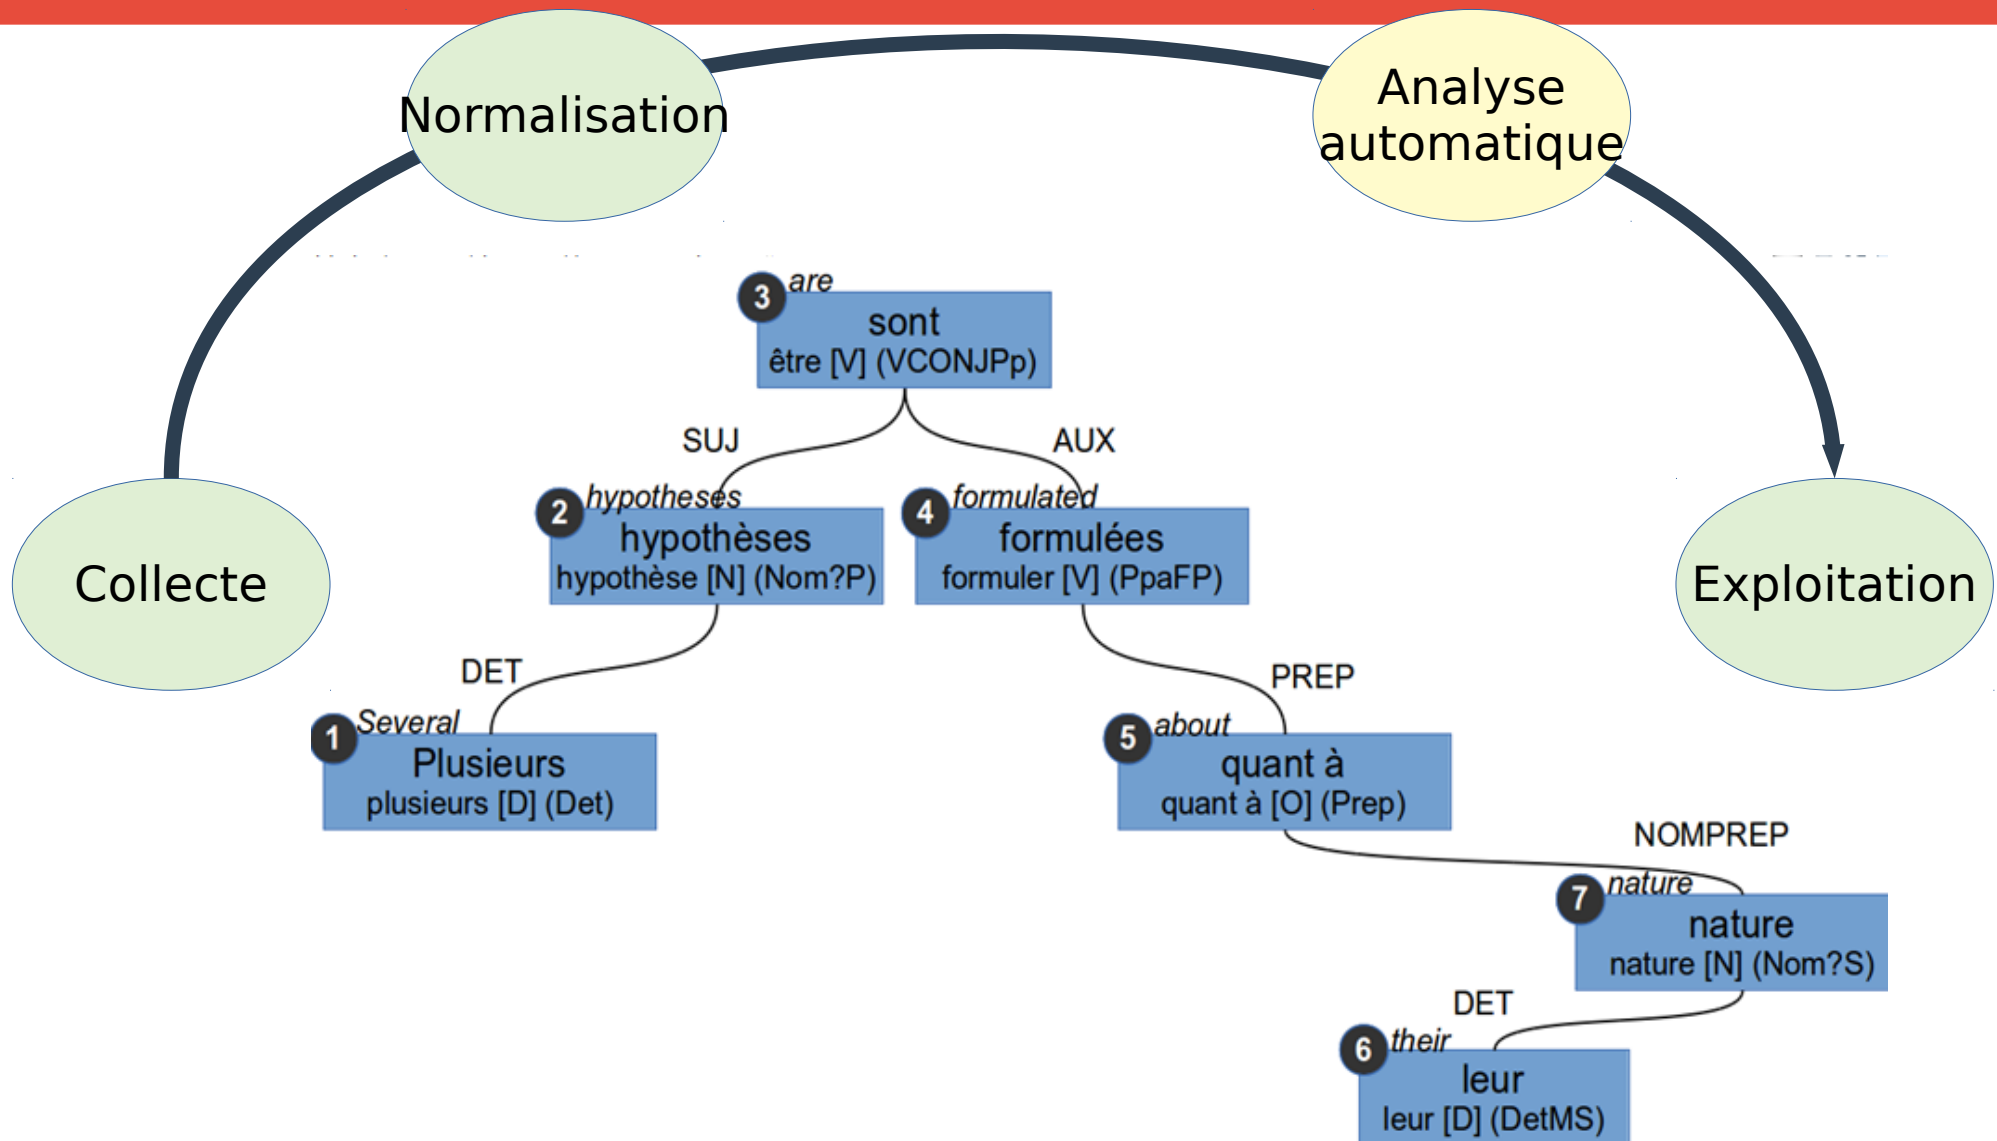 Normalisation
Analyse
automatique
Collecte
Exploitation
3
are
sont
être [V] (VCONJPp)
SUJ
AUX
2
hypotheses
hypothèses
hypothèse [N] (Nom?P)
4
formulated
formulées
formuler [V] (PpaFP)
DET
PREP
1
Several
Plusieurs
plusieurs [D] (Det)
5
about
quant à
quant à [O] (Prep)
NOMPREP
7
nature
nature
nature [N] (Nom?S)
DET
6
their
leur
leur [D] (DetMS)